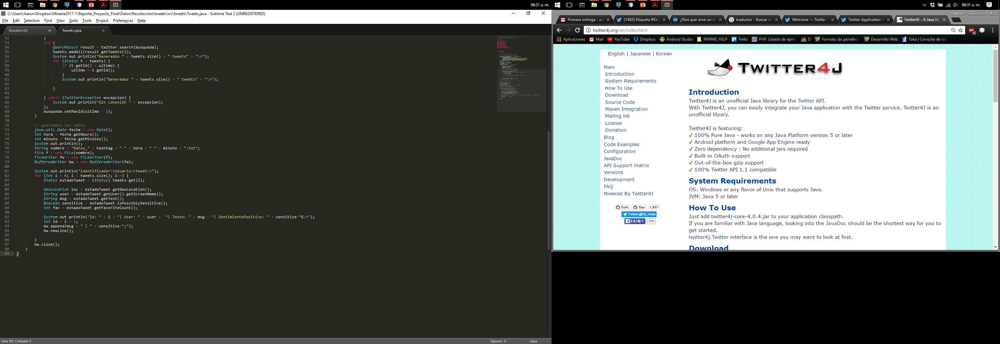 06:31 a. m.
06:31 a. m.
C:\Users\Aaron\Dropbox\Mineria2017-1\Reporte_Proyecto_Final\Datos\Recoleccion\tweets\src\tweets\Tweets.java - Sublime Text 2 (UNREGISTERED)
File Edit Selection Find View Goto Tools Project Preferences Help
Readme.txt Tweets.java
52 }
53 try {
54 QueryResult result = twitter.search(busqueda);
55 tweets.addAll(result.getTweets());
56 System.out.println("Generados " + tweets.size() + " tweets" + "\n");
57 for (Status t : tweets) {
58 if (t.getId() < ultimo) {
59 ultimo = t.getId();
60 }
61 System.out.println("Generados " + tweets.size() + " tweets" + "\n");
62
63 }
64
65 } catch (TwitterException excepcion) {
66 System.out.println("Sin conexión " + excepcion);
67 };
68 busqueda.setMaxId(ultimo - 1);
69 }
70
71 // guardamos los datos
72 java.util.Date fecha = new Date();
73 int hora = fecha.getHours();
74 int minuto = fecha.getMinutes();
75 System.out.println();
76 String nombre = "Datos_" + hashtag + " " + hora + " " + minuto + ".txt";
77 File f = new File(nombre);
78 FileWriter fw = new FileWriter(f);
79 BufferedWriter bw = new BufferedWriter(fw);
80
81 System.out.println("identificador\tUsuario\ttweet\n");
82 for (int i = 0; i < tweets.size(); i++) {
83 Status estadoTweet = (Status) tweets.get(i);
84
85 GeoLocation loc = estadoTweet.getGeoLocation();
86 String user = estadoTweet.getUser().getScreenName();
87 String msg = estadoTweet.getText();
88 Boolean sensitive = estadoTweet.isPossiblySensitive();
89 int fav = estadoTweet.getFavoriteCount();
90
91 System.out.println("Id: " + i + "| User: " + user + "| Texto: " + msg + "| SentimientoPositivo: " + sensitive+"$\n");
92 int id = i + 1;
93 bw.append(msg + " | " + sensitive+";");
94 bw.newLine();
95
96 }
97 bw.close();
98 }
99 }
Line 99, Column 2 Spaces: 4 Java
Aarón
Primera entrega - aa (1482) Etiqueta #Ele ¿Para qué sirve un d traductor - Buscar co Welcome — Twitter Twitter Application Twitter4J - A Java lib
twitter4j.org/en/index.html
Aplicaciones Mail YouTube Dropbox Android Studio PAPIME_HELP Trello PHP: Listado de ejem D Formato de párrafos Desarrollo Web Toka | Consulta de sal
English | Japanese | Korean
TWITTER4J
Main
Introduction
System Requirements
How To Use
Download
Source Code
Maven Integration
Mailing list
License
Donation
Blog
Code Examples
Configuration
JavaDoc
API Support matrix
Versions
Development
FAQ
Powered By Twitter4J
Fork Star 1,897
Follow @t4j_news
いいね！ 266
Introduction
Twitter4J is an unofficial Java library for the Twitter API.
With Twitter4J, you can easily integrate your Java application with the Twitter service. Twitter4J is an
unofficial library.
Twitter4J is featuring:
✓ 100% Pure Java - works on any Java Platform version 5 or later
✓ Android platform and Google App Engine ready
✓ Zero dependency : No additional jars required
✓ Built-in OAuth support
✓ Out-of-the-box gzip support
✓ 100% Twitter API 1.1 compatible
System Requirements
OS: Windows or any flavor of Unix that supports Java.
JVM: Java 5 or later
How To Use
Just add twitter4j-core-4.0.4.jar to your application classpath.
If you are familiar with Java language, looking into the JavaDoc should be the shortest way for you to
get started.
twitter4j.Twitter interface is the one you may want to look at first.
Download